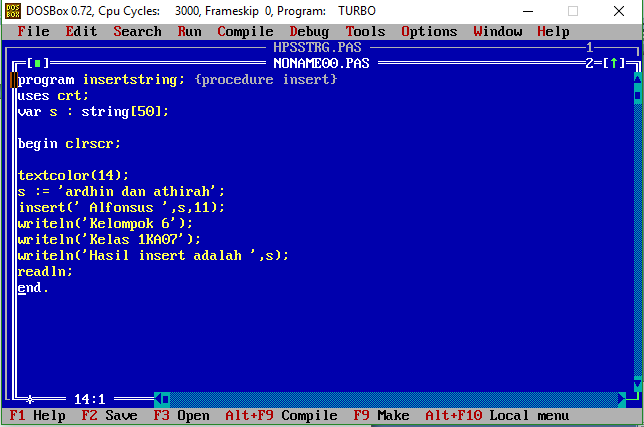 DOSBox 0.72, Cpu Cycles: 3000, Frameskip 0, Program: TURBO
File Edit Search Run Compile Debug Tools Options Window Help
HPSSTRG.PAS 1
NONAME00.PAS 2=[↑]
program insertstring; {procedure insert}
uses crt;
var s : string[50];
begin clrscr;
textcolor(14);
s := 'ardhin dan athirah';
insert(' Alfonsus ',s,11);
writeln('Kelompok 6');
writeln('Kelas 1KA07');
writeln('Hasil insert adalah ',s);
readln;
end.
14:1
F1 Help F2 Save F3 Open Alt+F9 Compile F9 Make Alt+F10 Local menu